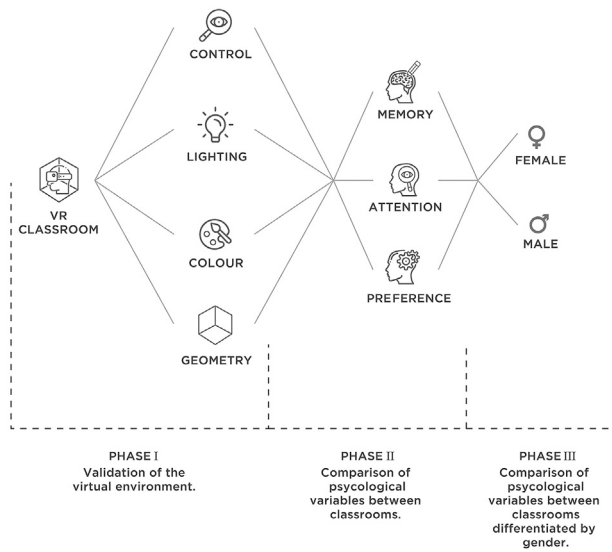 CONTROL
LIGHTING
COLOUR
GEOMETRY
VR
CLASSROOM
MEMORY
ATTENTION
PREFERENCE
FEMALE
MALE
PHASE I
Validation of the
virtual environment.
PHASE II
Comparison of
psycological
variables between
classrooms.
PHASE III
Comparison of
psycological
variables between
classrooms
differentiated by
gender.